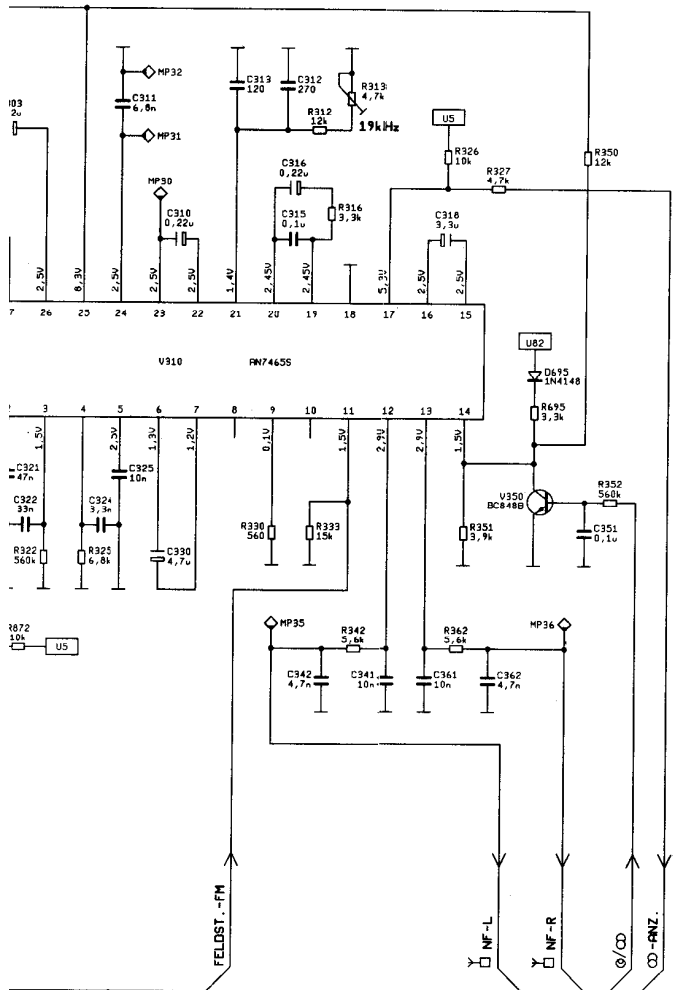 MP32
C311
6,8n
MP31
C313
120
C312
270
R313
4,7k
R312
12k
19kHz
U5
R326
10k
R327
4,7k
R350
12k
MP30
C310
0,22u
C316
0,22u
C315
0,1u
R316
3,3k
C318
3,3u
2,5V
8,3V
2,5V
2,5V
2,5V
1,4V
2,45V
2,45V
2,5V
2,5V
26
25
24
23
22
21
20
19
18
17
16
15
V310
AN7465S
U82
D695
1N4148
R695
3,3k
3
4
5
6
7
8
9
10
11
12
13
14
1,5V
1,3V
1,2V
0,1V
1,5V
2,9V
2,9V
1,5V
C321
47n
C322
33n
R322
560k
C324
3,3n
C325
10n
R325
6,8k
C330
4,7u
R330
560
R333
15k
R351
3,9k
V350
BC848B
R352
560k
C351
0,1u
R872
10k
U5
MP35
R342
5,6k
R362
5,6k
MP36
C342
4,7n
C341
10n
C361
10n
C362
4,7n
FELDST.-FM
NF-L
NF-R
-ANZ.